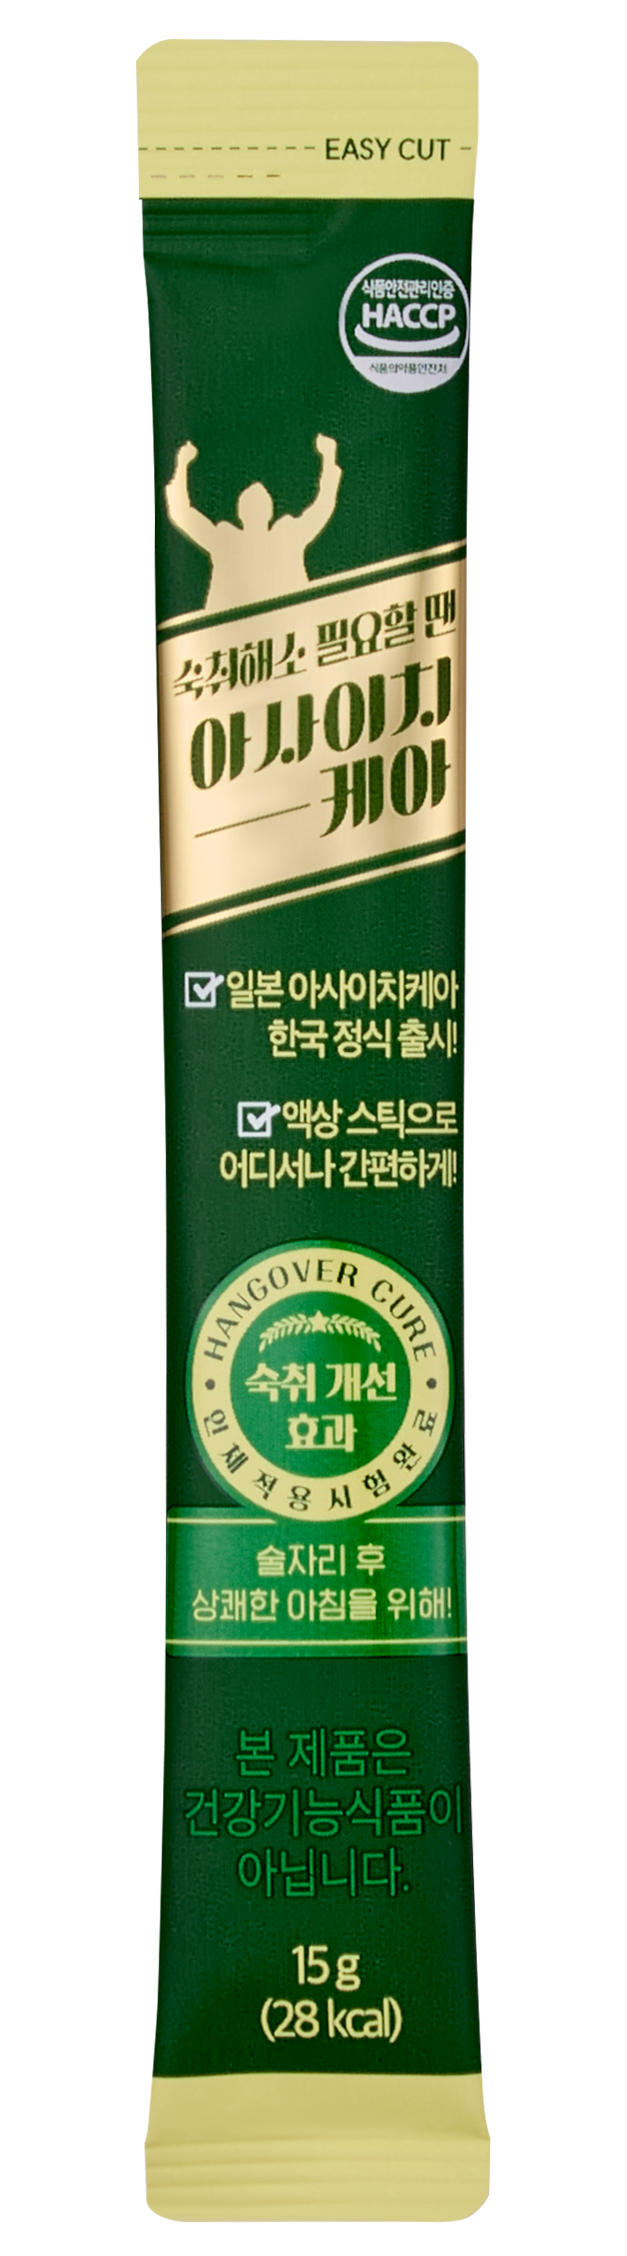 EASY CUT
식품안전관리인증
HACCP
식품의약품안전처
숙취해소 필요할 땐
아사이치
케아
일본 아사이치케아
한국 정식 출시!
액상 스틱으로
어디서나 간편하게!
HANGOVER CURE
숙취 개선
효과
인체적용시험완료
술자리 후
상쾌한 아침을 위해!
본 제품은
건강기능식품이
아닙니다.
15 g
(28 kcal)